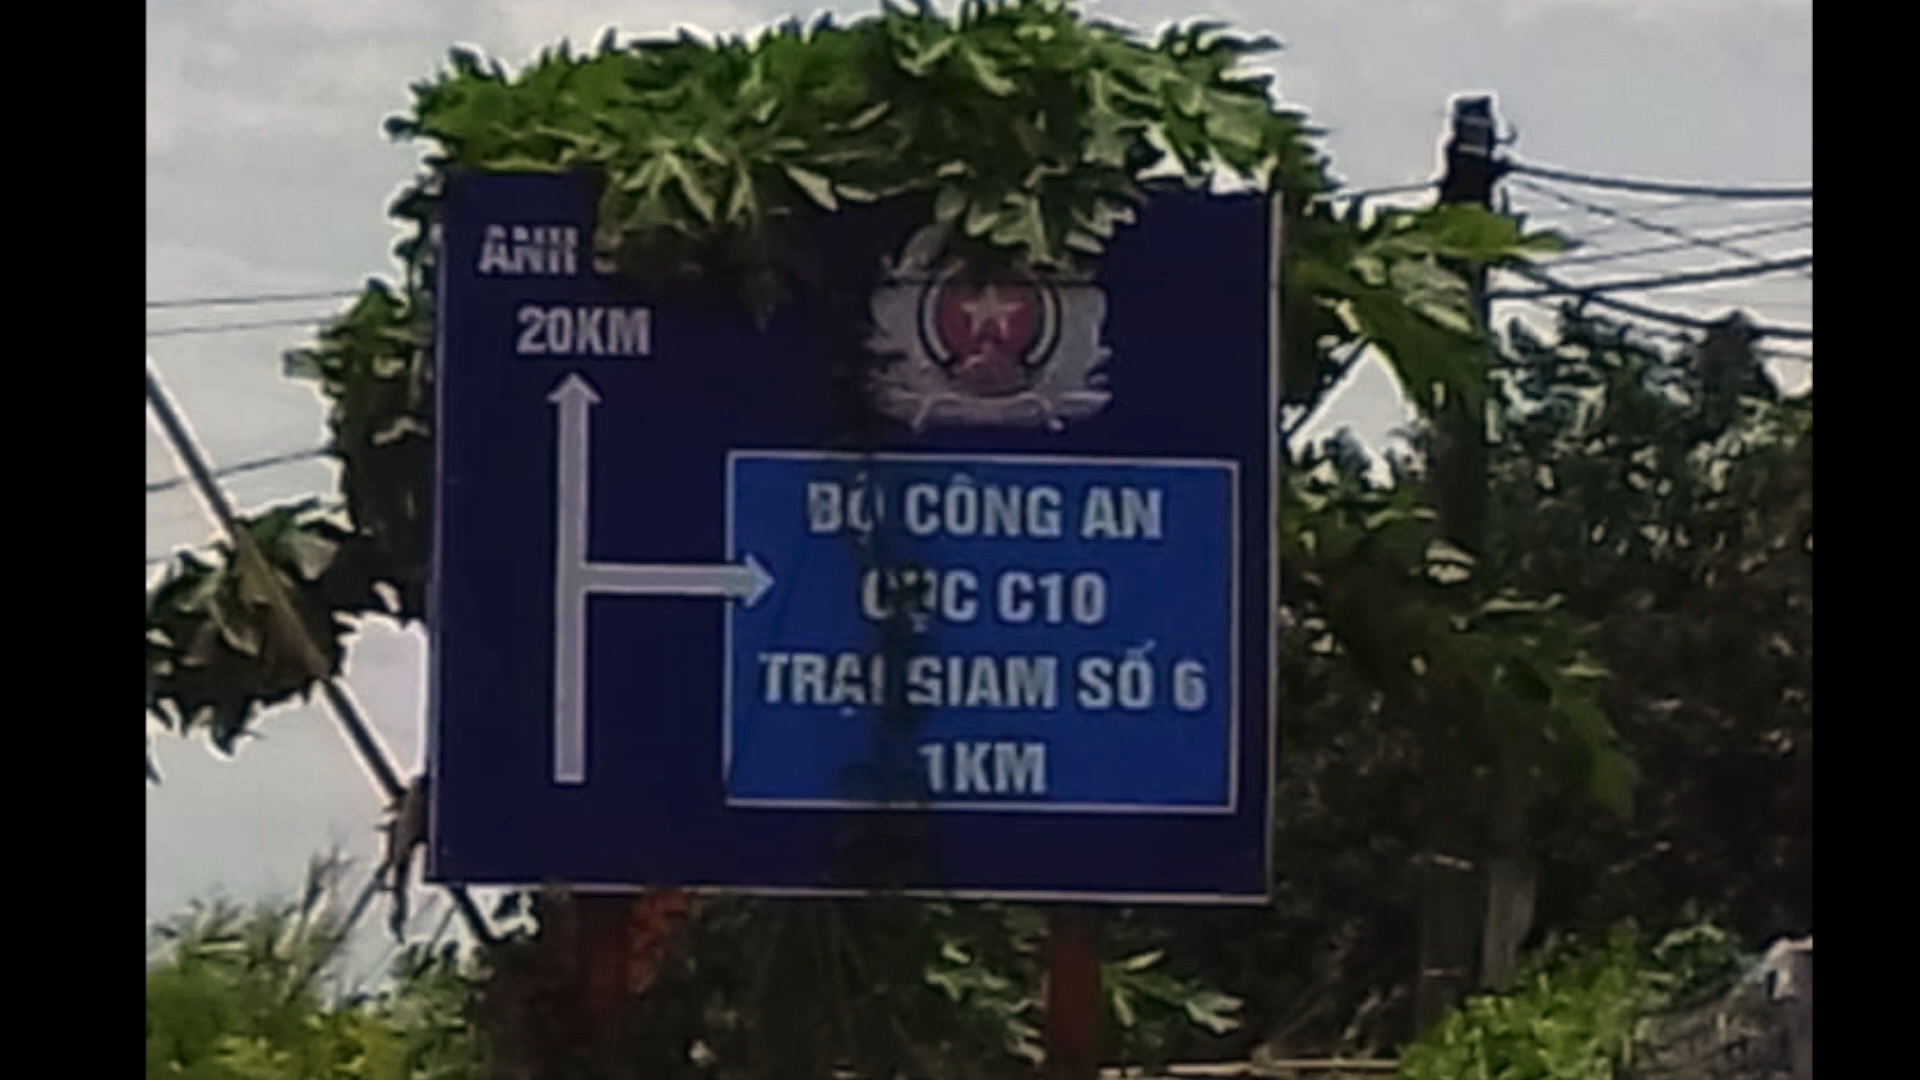 ANH
20KM
BỘ CÔNG AN
CỤC C10
TRẠI GIAM SỐ 6
1KM